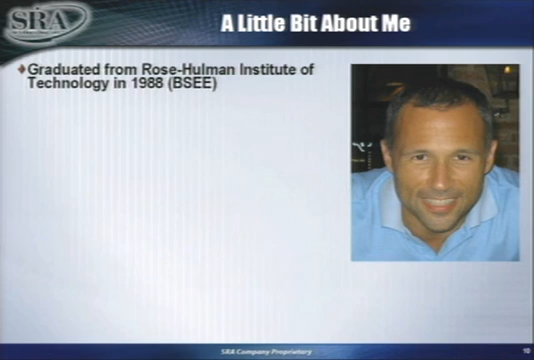 SRA
A Little Bit About Me
Graduated from Rose-Hulman Institute of
Technology in 1988 (BSEE)
SRA Company Proprietary
10